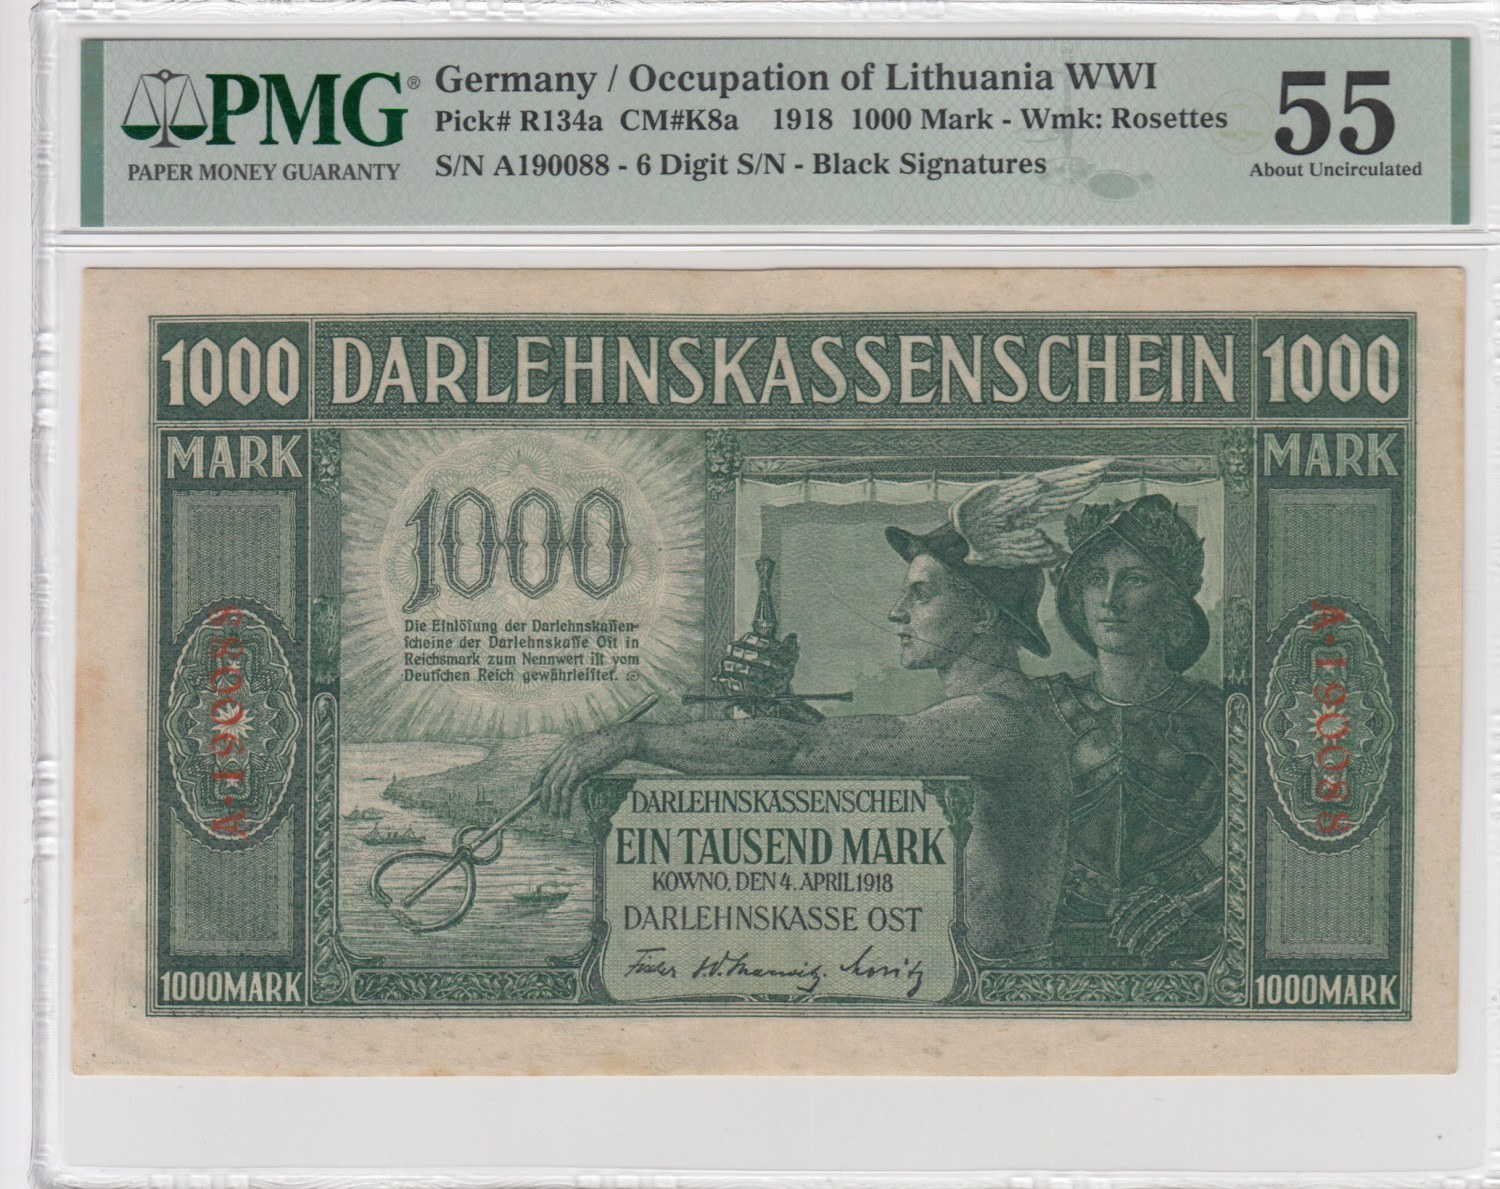 PMG®
PAPER MONEY GUARANTY
Germany / Occupation of Lithuania WWI
Pick# R134a CM#K8a 1918 1000 Mark - Wmk: Rosettes
S/N A190088 - 6 Digit S/N - Black Signatures
55
About Uncirculated
1000 DARLEHNSKASSENSCHEIN 1000
MARK MARK
1000
Die Einlöſung der Darlehnskaſſen-
ſcheine der Darlehnskaſſe Oſt in
Reichsmark zum Nennwert iſt vom
Deutſchen Reich gewährleiſtet.
A·190088
A·190088
DARLEHNSKASSENSCHEIN
EIN TAUSEND MARK
KOWNO, DEN 4. APRIL 1918
DARLEHNSKASSE OST
1000MARK 1000MARK